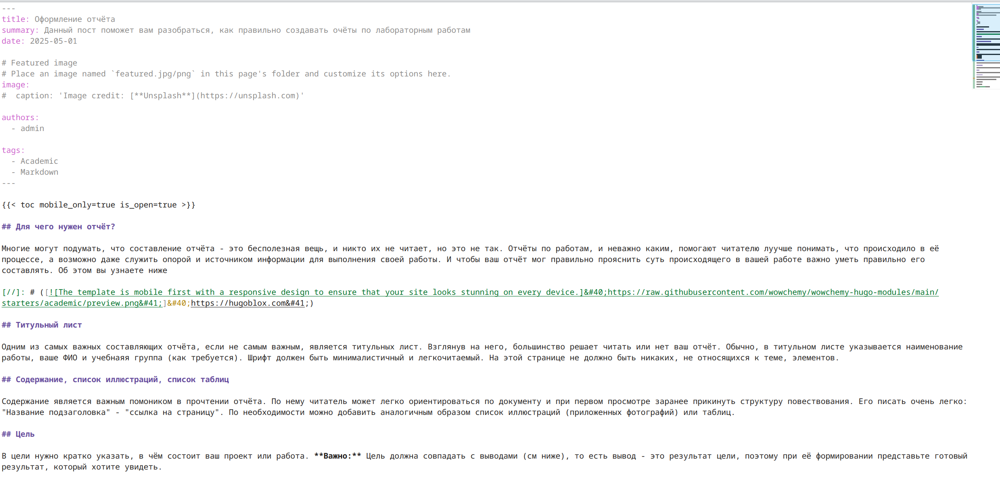 ---
title: Оформление отчёта
summary: Данный пост поможет вам разобраться, как правильно создавать очёты по лабораторным работам
date: 2025-05-01

# Featured image
# Place an image named `featured.jpg/png` in this page's folder and customize its options here.
image:
#  caption: 'Image credit: [**Unsplash**](https://unsplash.com)'

authors:
  - admin

tags:
  - Academic
  - Markdown
---

{{< toc mobile_only=true is_open=true >}}

## Для чего нужен отчёт?

Многие могут подумать, что составление отчёта - это бесполезная вещь, и никто их не читает, но это не так. Отчёты по работам, и неважно каким, помогают читателю луучше понимать, что происходило в её
процессе, а возможно даже служить опорой и источником информации для выполнения своей работы. И чтобы ваш отчёт мог правильно прояснить суть происходящего в вашей работе важно уметь правильно его
составлять. Об этом вы узнаете ниже

[//]: # ([![The template is mobile first with a responsive design to ensure that your site looks stunning on every device.]&#40;https://raw.githubusercontent.com/wowchemy/wowchemy-hugo-modules/main/
starters/academic/preview.png&#41;]&#40;https://hugoblox.com&#41;)

## Титульный лист

Одним из самых важных составляющих отчёта, если не самым важным, является титульных лист. Взглянув на него, большинство решает читать или нет ваш отчёт. Обычно, в титульном листе указывается наименование
работы, ваше ФИО и учебнаяя группа (как требуется). Шрифт должен быть минималистичный и легкочитаемый. На этой странице не должно быть никаких, не относящихся к теме, элементов.

## Содержание, список иллюстраций, список таблиц

Содержание является важным помоником в прочтении отчёта. По нему читатель может легко ориентироваться по документу и при первом просмотре заранее прикинуть структуру повествования. Его писать очень легко:
"Название подзаголовка" - "ссылка на страницу". По необходимости можно добавить аналогичным образом список иллюстраций (приложенных фотографий) или таблиц.

## Цель

В цели нужно кратко указать, в чём состоит ваш проект или работа. **Важно:** Цель должна совпадать с выводами (см ниже), то есть вывод - это результат цели, поэтому при её формировании представьте готовый
результат, который хотите увидеть.